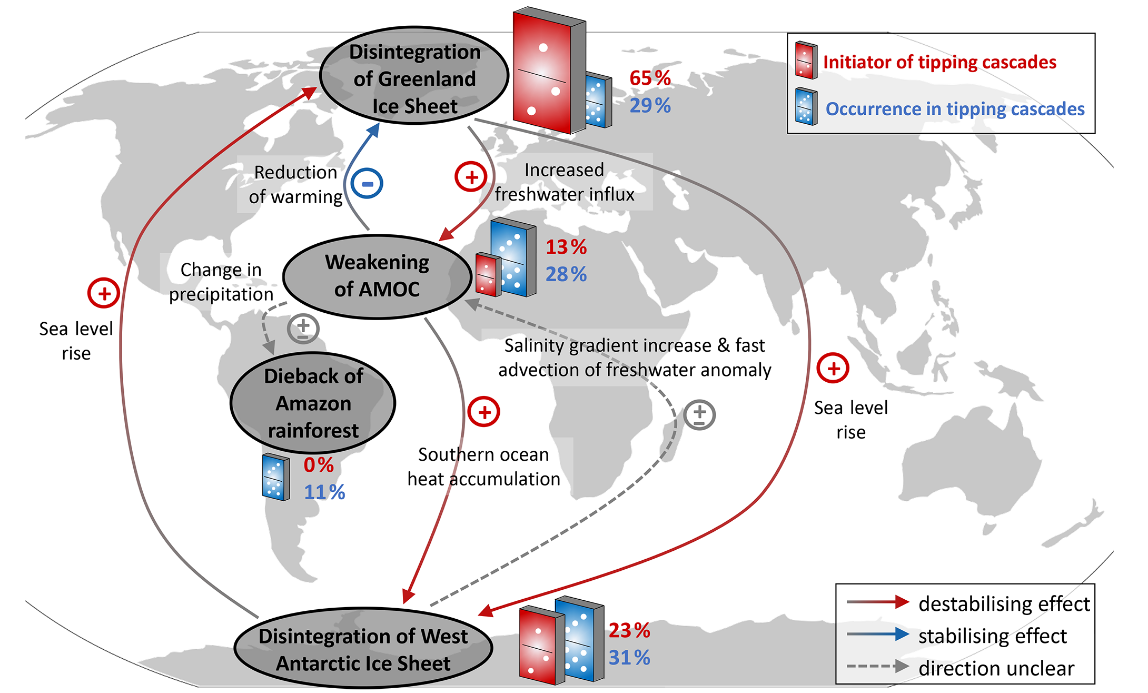 Disintegration
of Greenland
Ice Sheet
65%
29%
Initiator of tipping cascades
Occurrence in tipping cascades
Reduction
of warming
−
+
Increased
freshwater influx
Weakening
of AMOC
13%
28%
Change in
precipitation
±
+
Sea level
rise
Salinity gradient increase & fast
advection of freshwater anomaly
±
+
Sea level
rise
Dieback of
Amazon
rainforest
0%
11%
+
Southern ocean
heat accumulation
Disintegration of West
Antarctic Ice Sheet
23%
31%
destabilising effect
stabilising effect
direction unclear